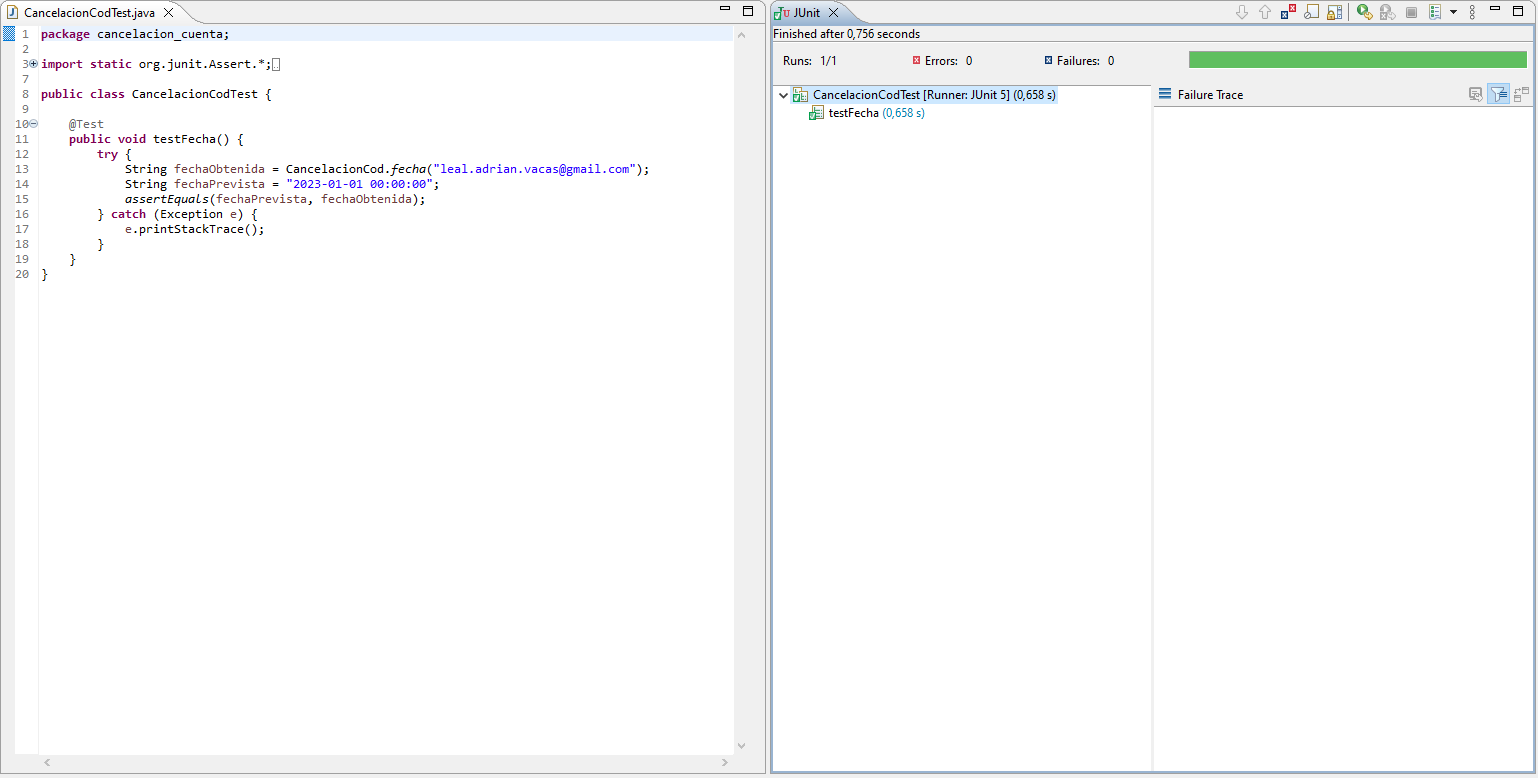 CancelacionCodTest.java
1 package cancelacion_cuenta;
2
3 import static org.junit.Assert.*;
7
8 public class CancelacionCodTest {
9
10     @Test
11     public void testFecha() {
12         try {
13             String fechaObtenida = CancelacionCod.fecha("leal.adrian.vacas@gmail.com");
14             String fechaPrevista = "2023-01-01 00:00:00";
15             assertEquals(fechaPrevista, fechaObtenida);
16         } catch (Exception e) {
17             e.printStackTrace();
18         }
19     }
20 }
JUnit
Finished after 0,756 seconds
Runs: 1/1 Errors: 0 Failures: 0
CancelacionCodTest [Runner: JUnit 5] (0,658 s)
testFecha (0,658 s)
Failure Trace